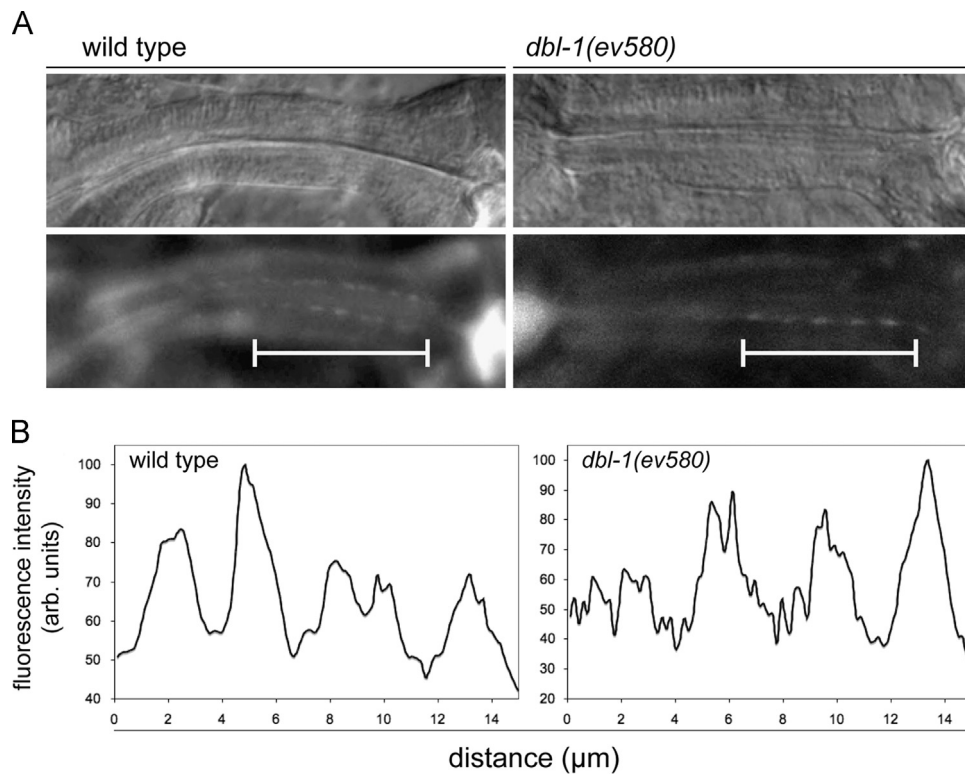 A
wild type
dbl-1(ev580)
B
wild type
dbl-1(ev580)
fluorescence intensity
(arb. units)
100
90
80
70
60
50
40
0 2 4 6 8 10 12 14
100
90
80
70
60
50
40
30
20
0 2 4 6 8 10 12 14
distance (µm)